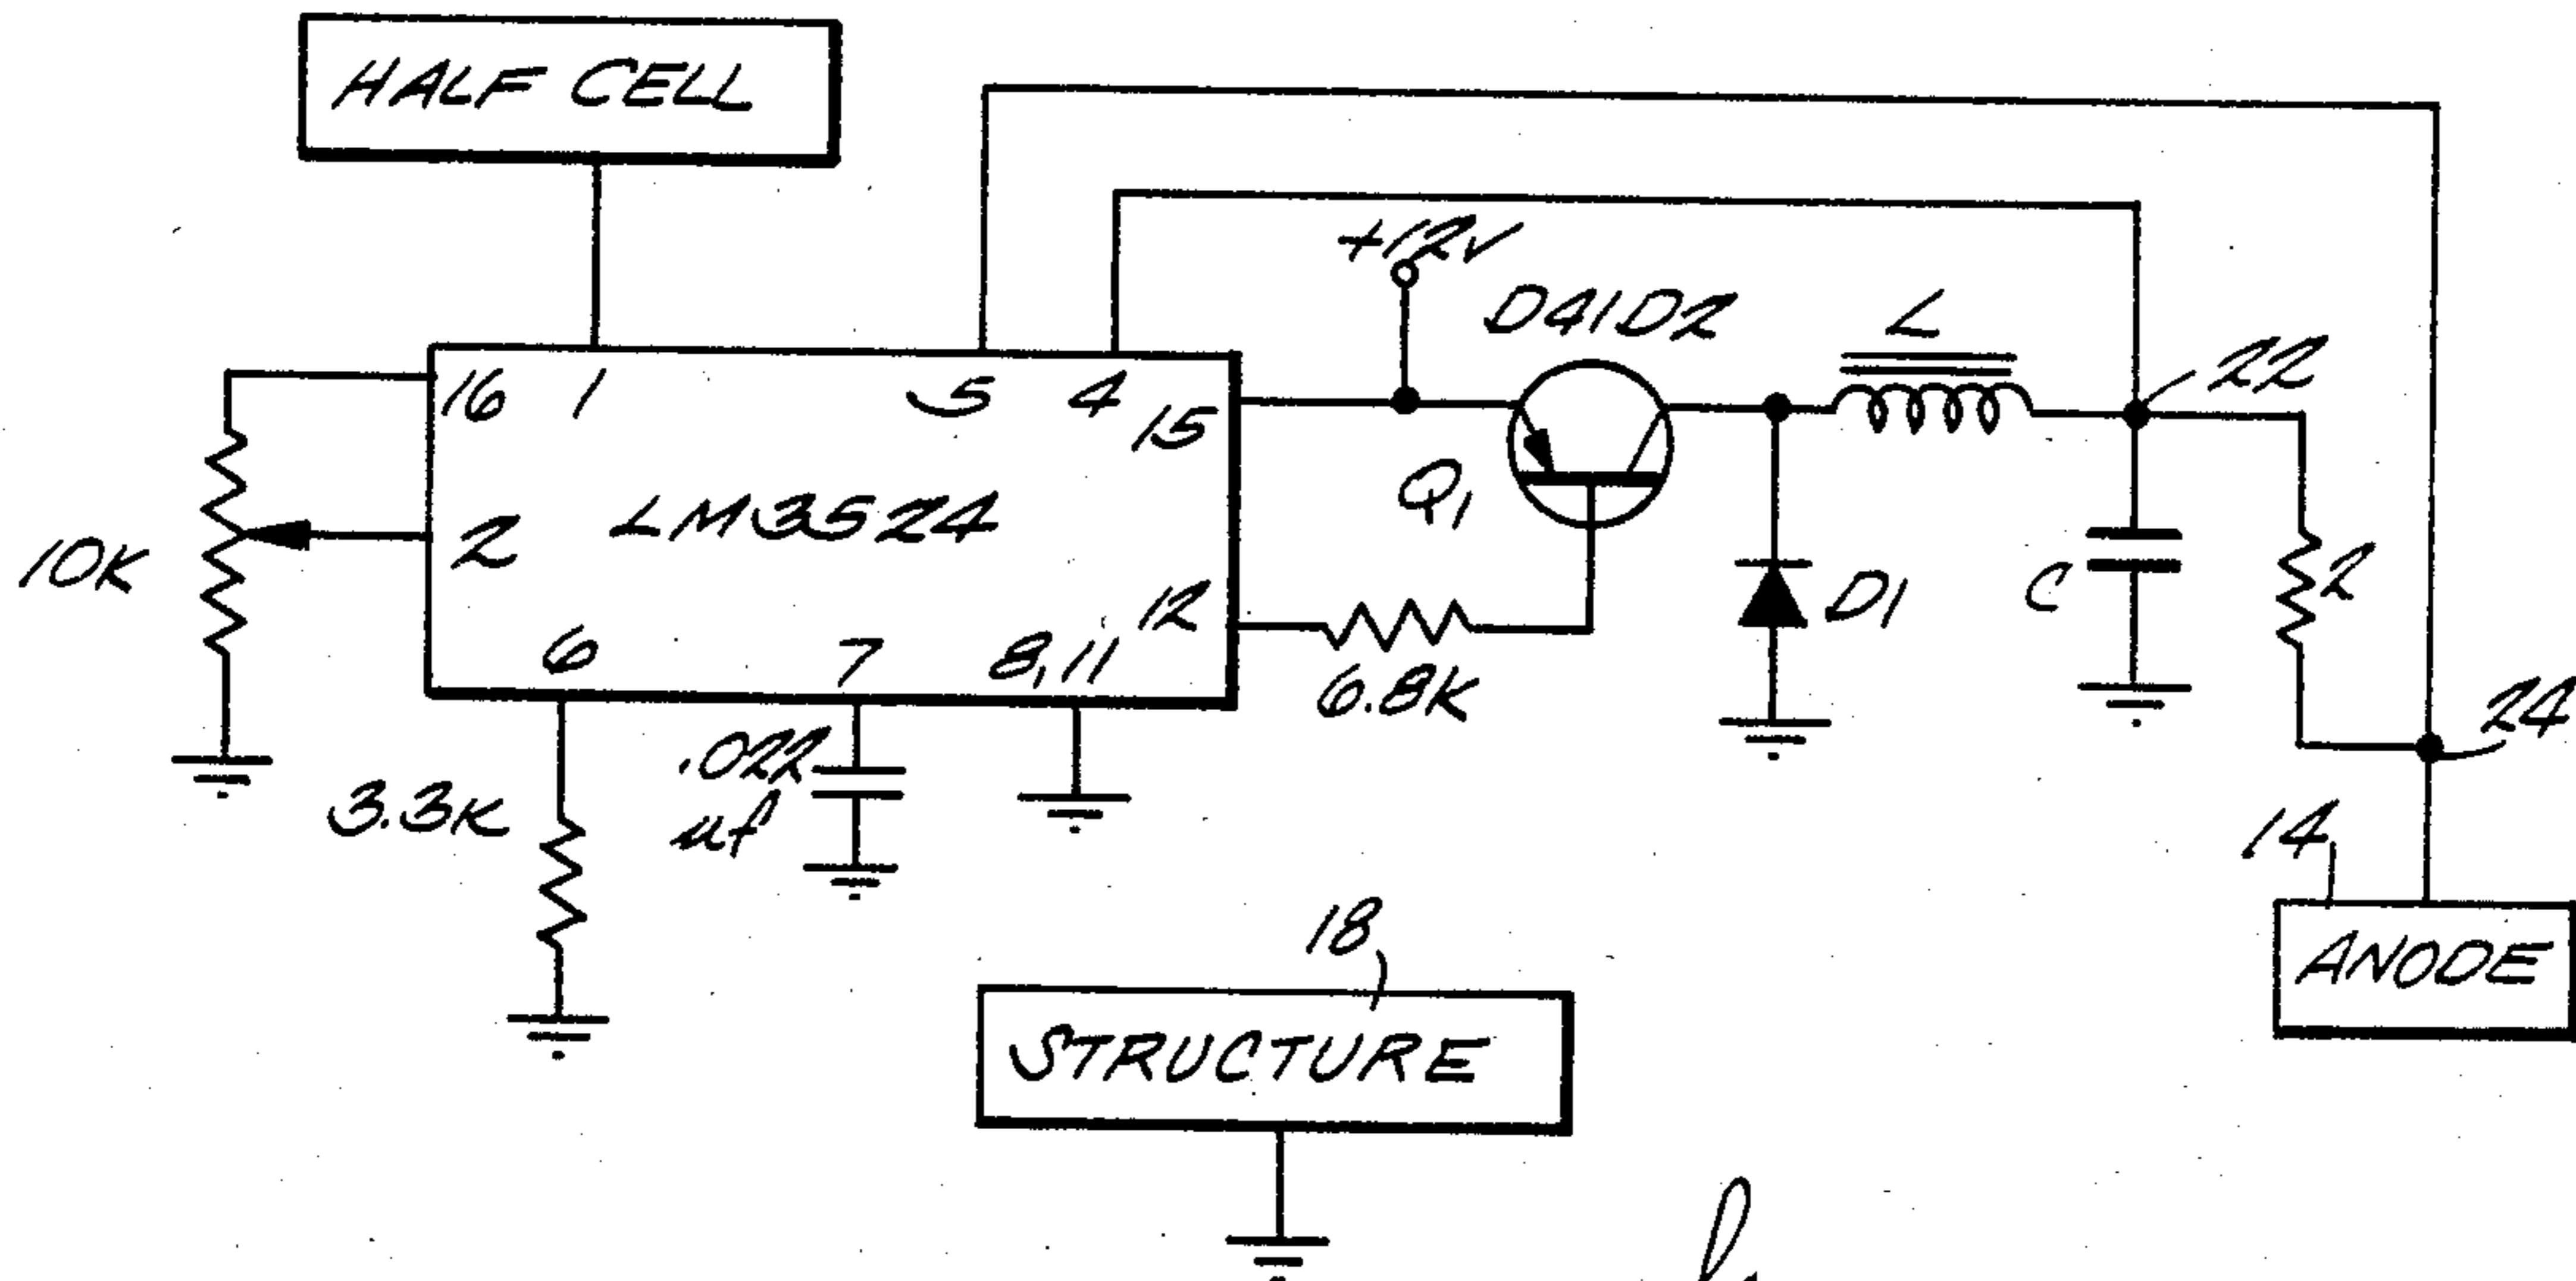 HALF CELL
+12V
D41D2
L
22
16
1
5
4
15
10K
2
LM3524
Q1
12
D1
C
2
6
7
8,11
6.8K
24
3.3K
.022
uf
14
ANODE
18
STRUCTURE